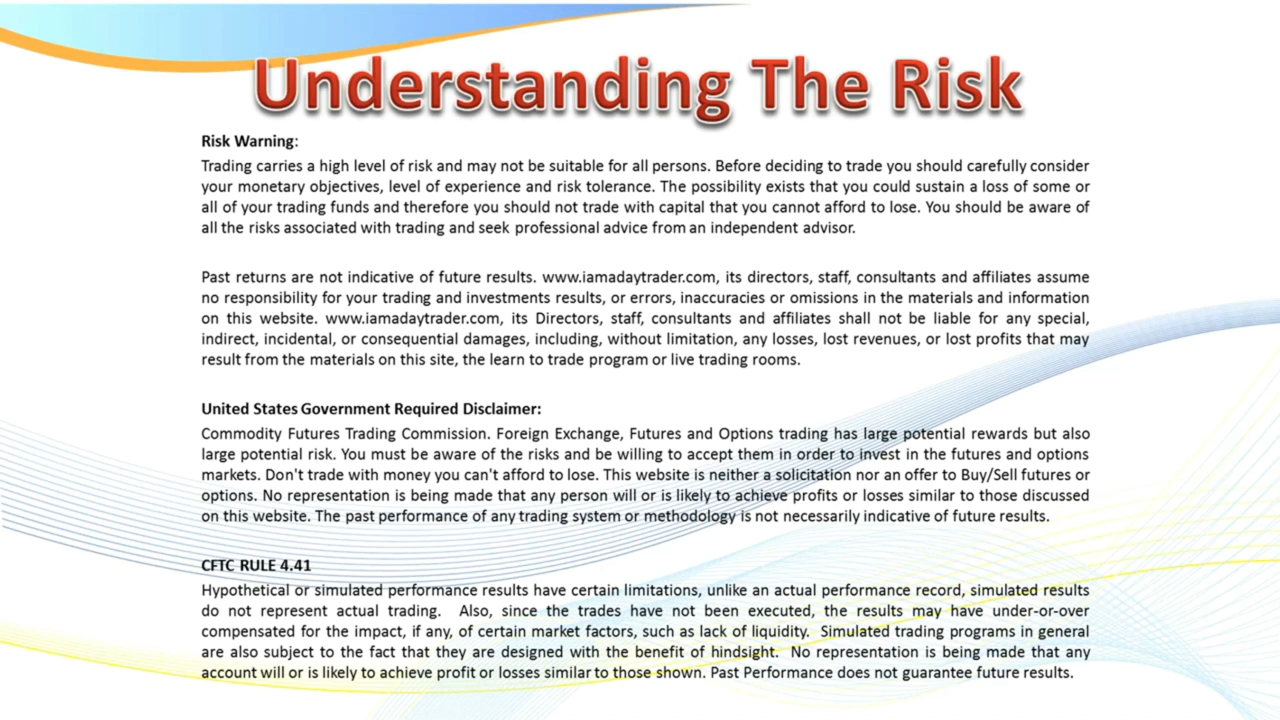 Understanding The Risk
Risk Warning:
Trading carries a high level of risk and may not be suitable for all persons. Before deciding to trade you should carefully consider
your monetary objectives, level of experience and risk tolerance. The possibility exists that you could sustain a loss of some or
all of your trading funds and therefore you should not trade with capital that you cannot afford to lose. You should be aware of
all the risks associated with trading and seek professional advice from an independent advisor.
Past returns are not indicative of future results. www.iamadaytrader.com, its directors, staff, consultants and affiliates assume
no responsibility for your trading and investments results, or errors, inaccuracies or omissions in the materials and information
on this website. www.iamadaytrader.com, its Directors, staff, consultants and affiliates shall not be liable for any special,
indirect, incidental, or consequential damages, including, without limitation, any losses, lost revenues, or lost profits that may
result from the materials on this site, the learn to trade program or live trading rooms.
United States Government Required Disclaimer:
Commodity Futures Trading Commission. Foreign Exchange, Futures and Options trading has large potential rewards but also
large potential risk. You must be aware of the risks and be willing to accept them in order to invest in the futures and options
markets. Don't trade with money you can't afford to lose. This website is neither a solicitation nor an offer to Buy/Sell futures or
options. No representation is being made that any person will or is likely to achieve profits or losses similar to those discussed
on this website. The past performance of any trading system or methodology is not necessarily indicative of future results.
CFTC RULE 4.41
Hypothetical or simulated performance results have certain limitations, unlike an actual performance record, simulated results
do not represent actual trading. Also, since the trades have not been executed, the results may have under-or-over
compensated for the impact, if any, of certain market factors, such as lack of liquidity. Simulated trading programs in general
are also subject to the fact that they are designed with the benefit of hindsight. No representation is being made that any
account will or is likely to achieve profit or losses similar to those shown. Past Performance does not guarantee future results.